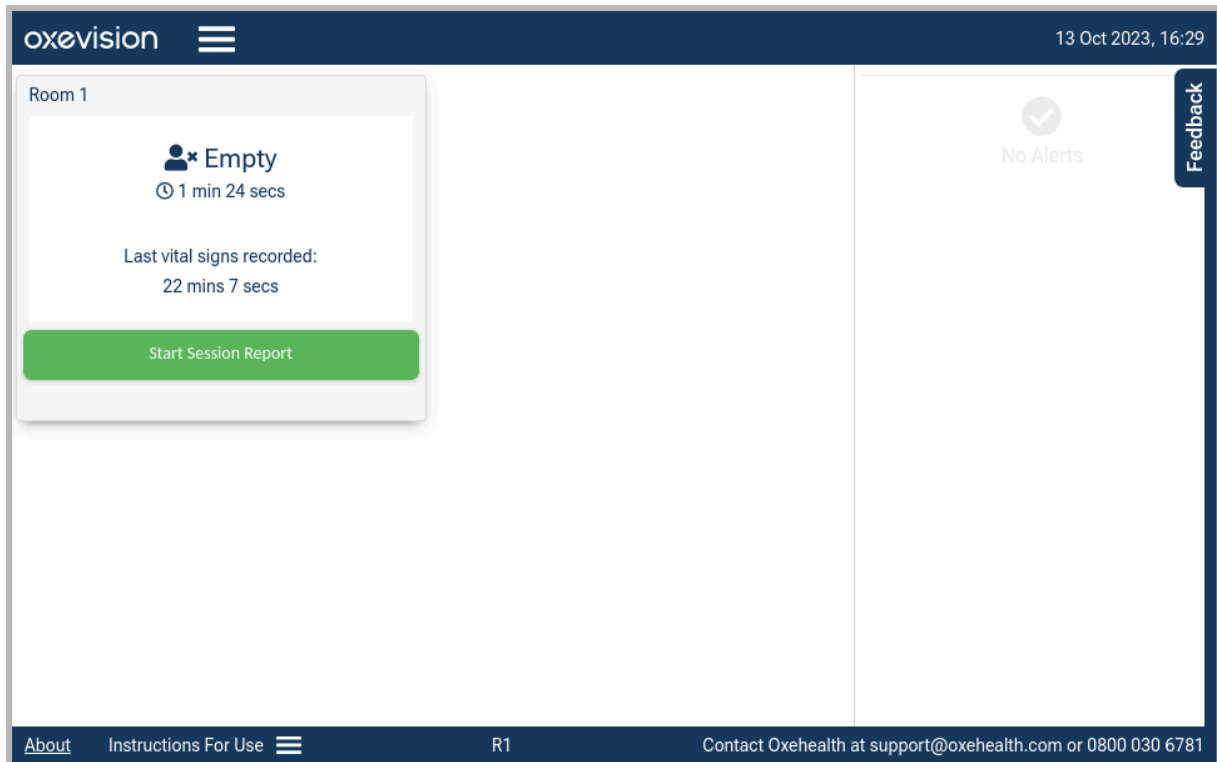 oxevision
13 Oct 2023, 16:29
Room 1
Empty
1 min 24 secs
Last vital signs recorded:
22 mins 7 secs
Start Session Report
No Alerts
Feedback
About
Instructions For Use
R1
Contact Oxehealth at support@oxehealth.com or 0800 030 6781